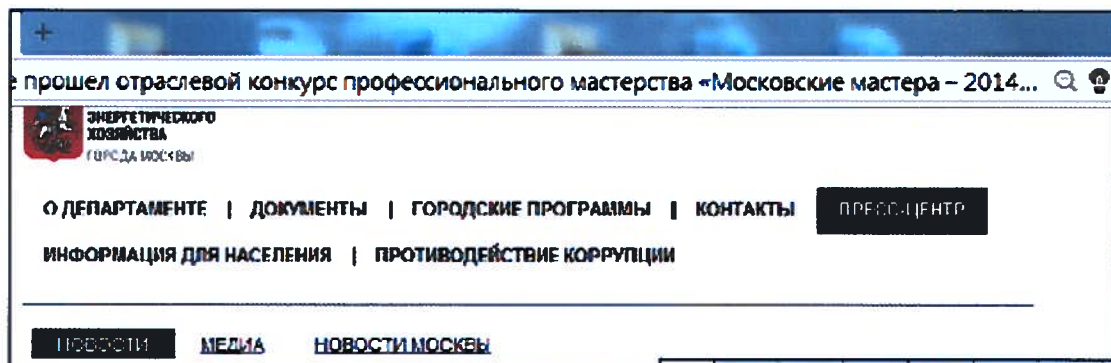 е прошел отраслевой конкурс профессионального мастерства «Московские мастера – 2014...
ЭНЕРГЕТИЧЕСКОГО
ХОЗЯЙСТВА
ГОРОДА МОСКВЫ
О ДЕПАРТАМЕНТЕ | ДОКУМЕНТЫ | ГОРОДСКИЕ ПРОГРАММЫ | КОНТАКТЫ ПРЕСС-ЦЕНТР
ИНФОРМАЦИЯ ДЛЯ НАСЕЛЕНИЯ | ПРОТИВОДЕЙСТВИЕ КОРРУПЦИИ
НОВОСТИ МЕДИА НОВОСТИ МОСКВЫ